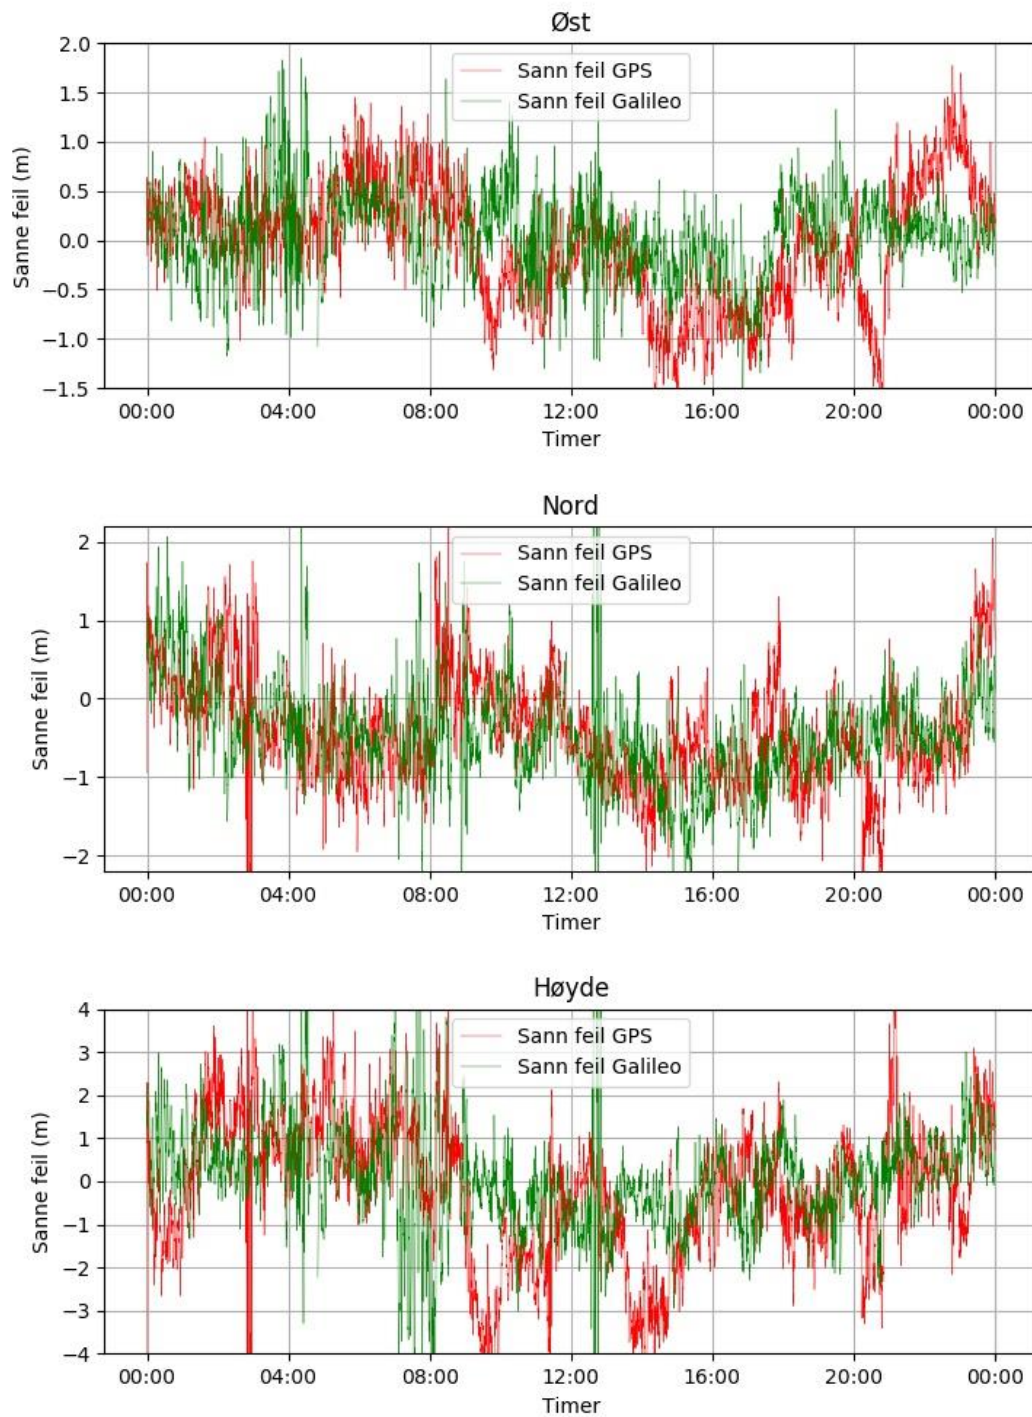 Øst
Sann feil GPS
Sann feil Galileo
Sanne feil (m)
2.0
1.5
1.0
0.5
0.0
−0.5
−1.0
−1.5
00:00 04:00 08:00 12:00 16:00 20:00 00:00
Timer
Nord
Sann feil GPS
Sann feil Galileo
Sanne feil (m)
2
1
0
−1
−2
00:00 04:00 08:00 12:00 16:00 20:00 00:00
Timer
Høyde
Sann feil GPS
Sann feil Galileo
Sanne feil (m)
4
3
2
1
0
−1
−2
−3
−4
00:00 04:00 08:00 12:00 16:00 20:00 00:00
Timer